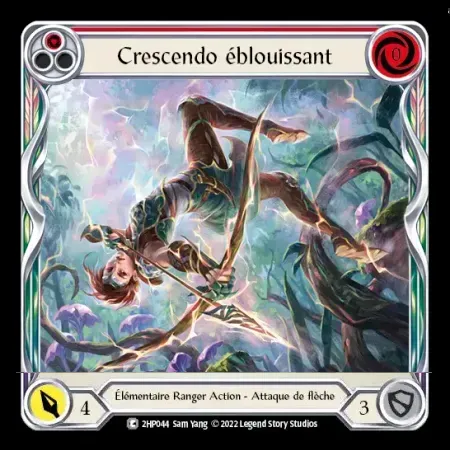 Crescendo éblouissant
0
Élémentaire Ranger Action - Attaque de flèche
4
3
C 2HP044 Sam Yang ©2022 Legend Story Studios